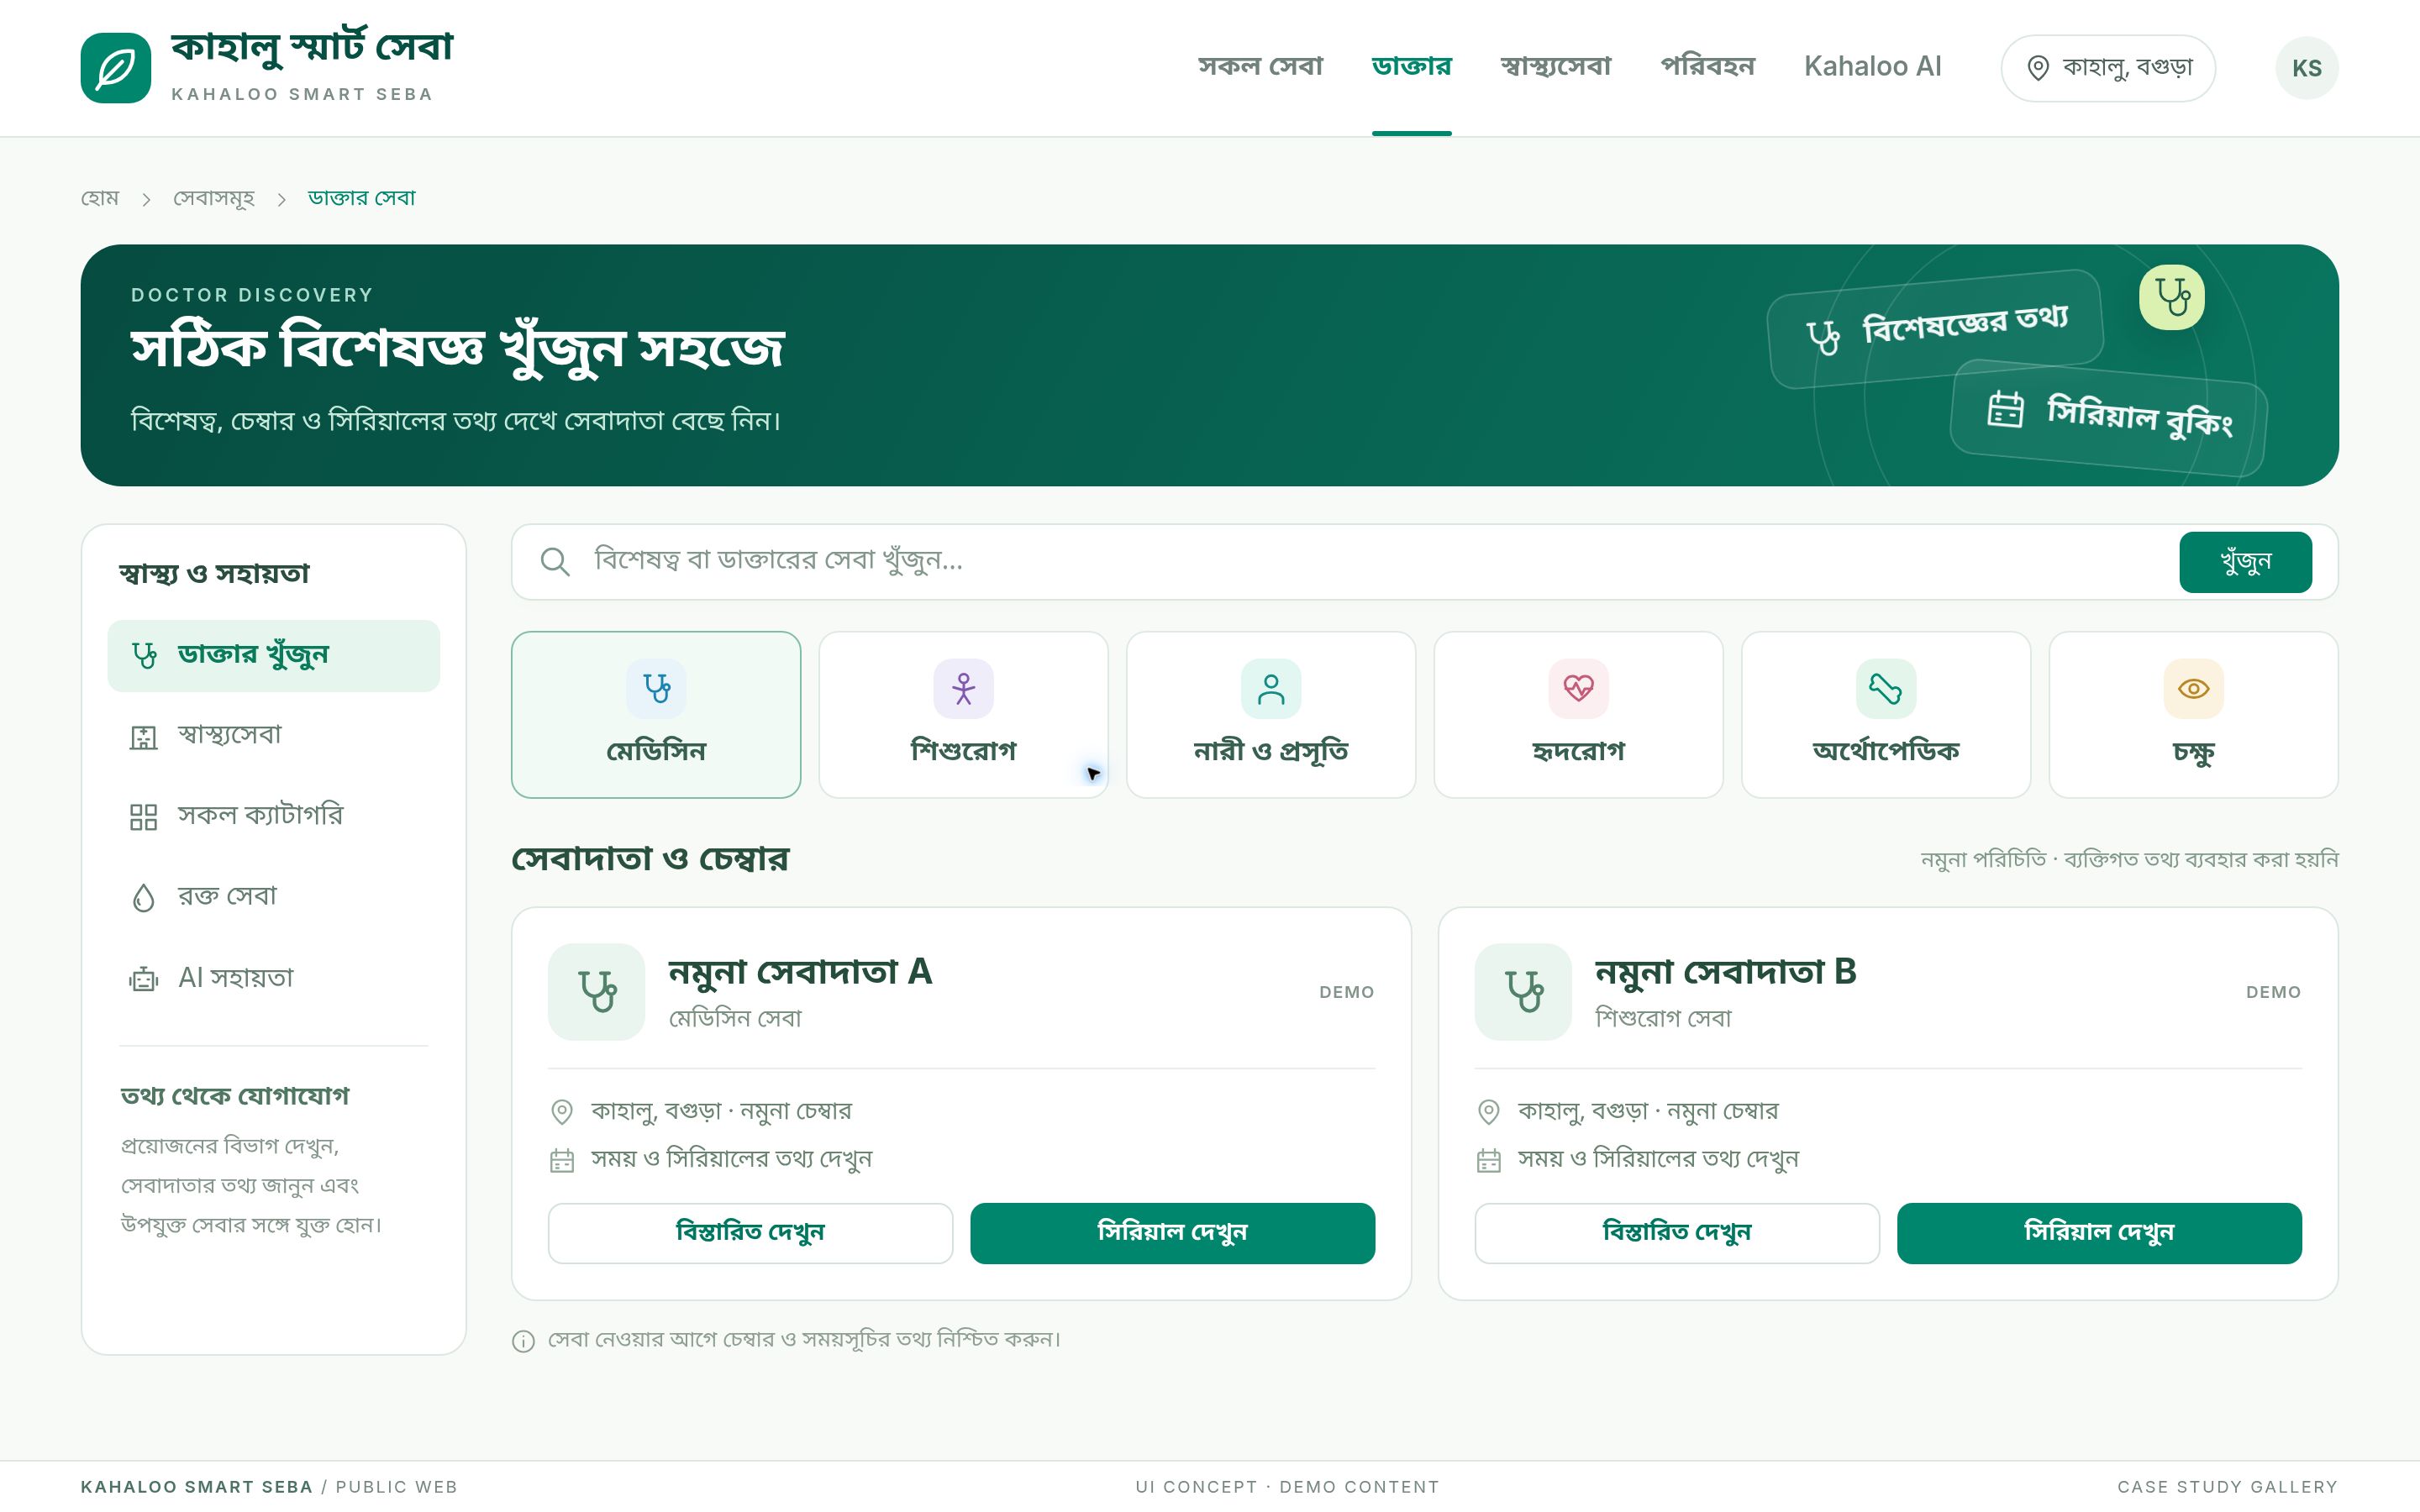 কাহালু স্মার্ট সেবা
KAHALOO SMART SEBA
সকল সেবা
ডাক্তার
স্বাস্থ্যসেবা
পরিবহন
Kahaloo AI
কাহালু, বগুড়া
KS
হোম
সেবাসমূহ
ডাক্তার সেবা
DOCTOR DISCOVERY
সঠিক বিশেষজ্ঞ খুঁজুন সহজে
বিশেষত্ব, চেম্বার ও সিরিয়ালের তথ্য দেখে সেবাদাতা বেছে নিন।
বিশেষজ্ঞের তথ্য
সিরিয়াল বুকিং
স্বাস্থ্য ও সহায়তা
ডাক্তার খুঁজুন
স্বাস্থ্যসেবা
সকল ক্যাটাগরি
রক্ত সেবা
AI সহায়তা
তথ্য থেকে যোগাযোগ
প্রয়োজনের বিভাগ দেখুন,
সেবাদাতার তথ্য জানুন এবং
উপযুক্ত সেবার সঙ্গে যুক্ত হোন।
বিশেষত্ব বা ডাক্তারের সেবা খুঁজুন...
খুঁজুন
মেডিসিন
শিশুরোগ
নারী ও প্রসূতি
হৃদরোগ
অর্থোপেডিক
চক্ষু
সেবাদাতা ও চেম্বার
নমুনা পরিচিতি · ব্যক্তিগত তথ্য ব্যবহার করা হয়নি
নমুনা সেবাদাতা A
মেডিসিন সেবা
DEMO
কাহালু, বগুড়া · নমুনা চেম্বার
সময় ও সিরিয়ালের তথ্য দেখুন
বিস্তারিত দেখুন
সিরিয়াল দেখুন
নমুনা সেবাদাতা B
শিশুরোগ সেবা
DEMO
কাহালু, বগুড়া · নমুনা চেম্বার
সময় ও সিরিয়ালের তথ্য দেখুন
বিস্তারিত দেখুন
সিরিয়াল দেখুন
সেবা নেওয়ার আগে চেম্বার ও সময়সূচির তথ্য নিশ্চিত করুন।
KAHALOO SMART SEBA / PUBLIC WEB
UI CONCEPT · DEMO CONTENT
CASE STUDY GALLERY